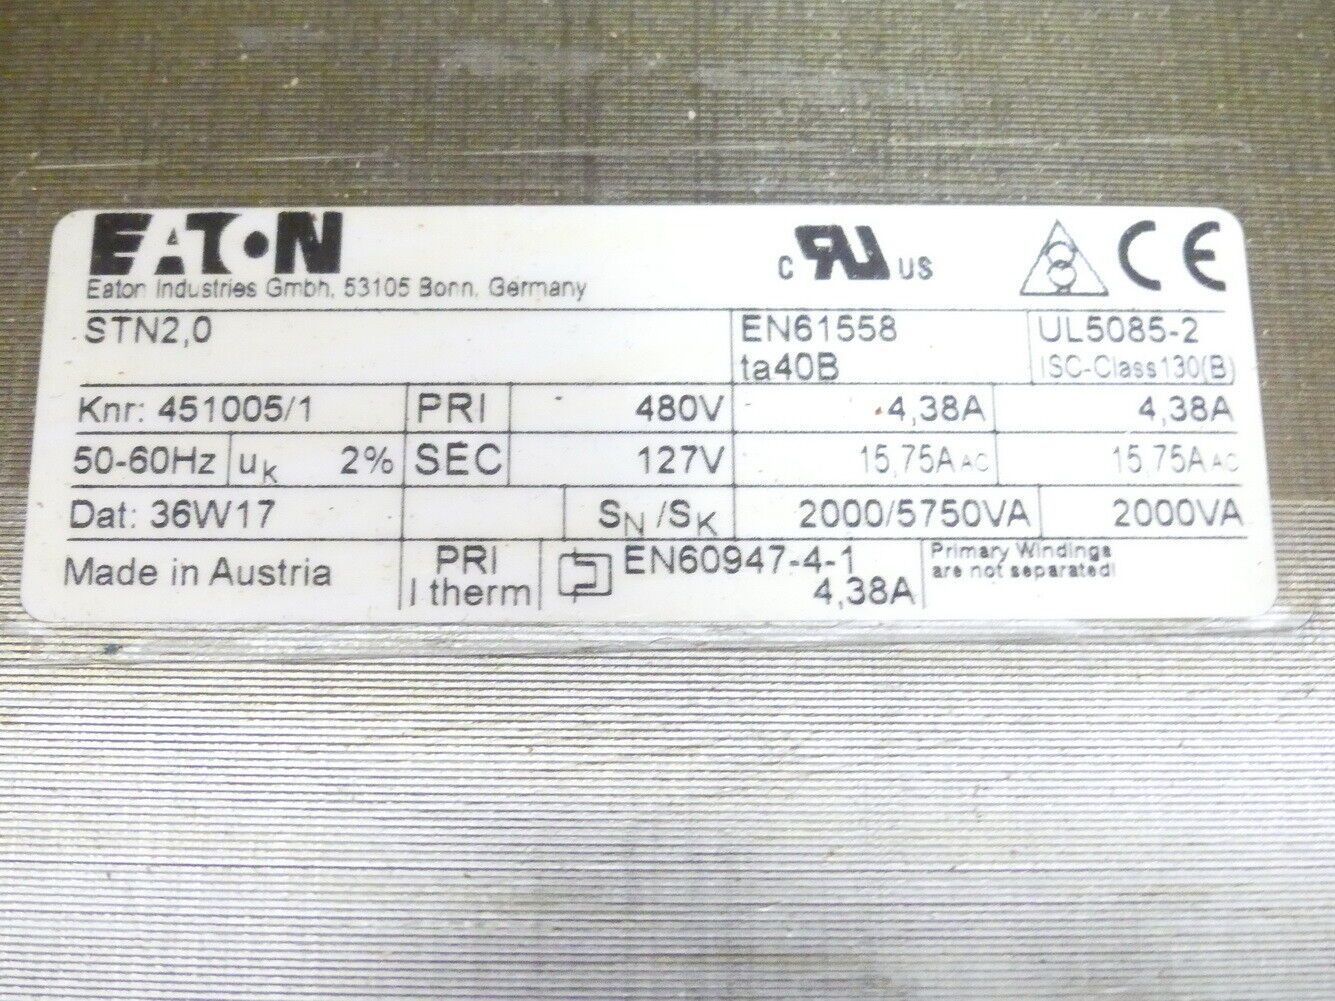 EATON
Eaton Industries Gmbh, 53105 Bonn, Germany
C UR US CE
STN2,0 EN61558 UL5085-2
ta40B ISC-Class130(B)
Knr: 451005/1 PRI 480V 4,38A 4,38A
50-60Hz uK 2% SEC 127V 15,75A AC 15,75A AC
Dat: 36W17 SN/SK 2000/5750VA 2000VA
Made in Austria PRI I therm EN60947-4-1 4,38A Primary Windings are not separated!